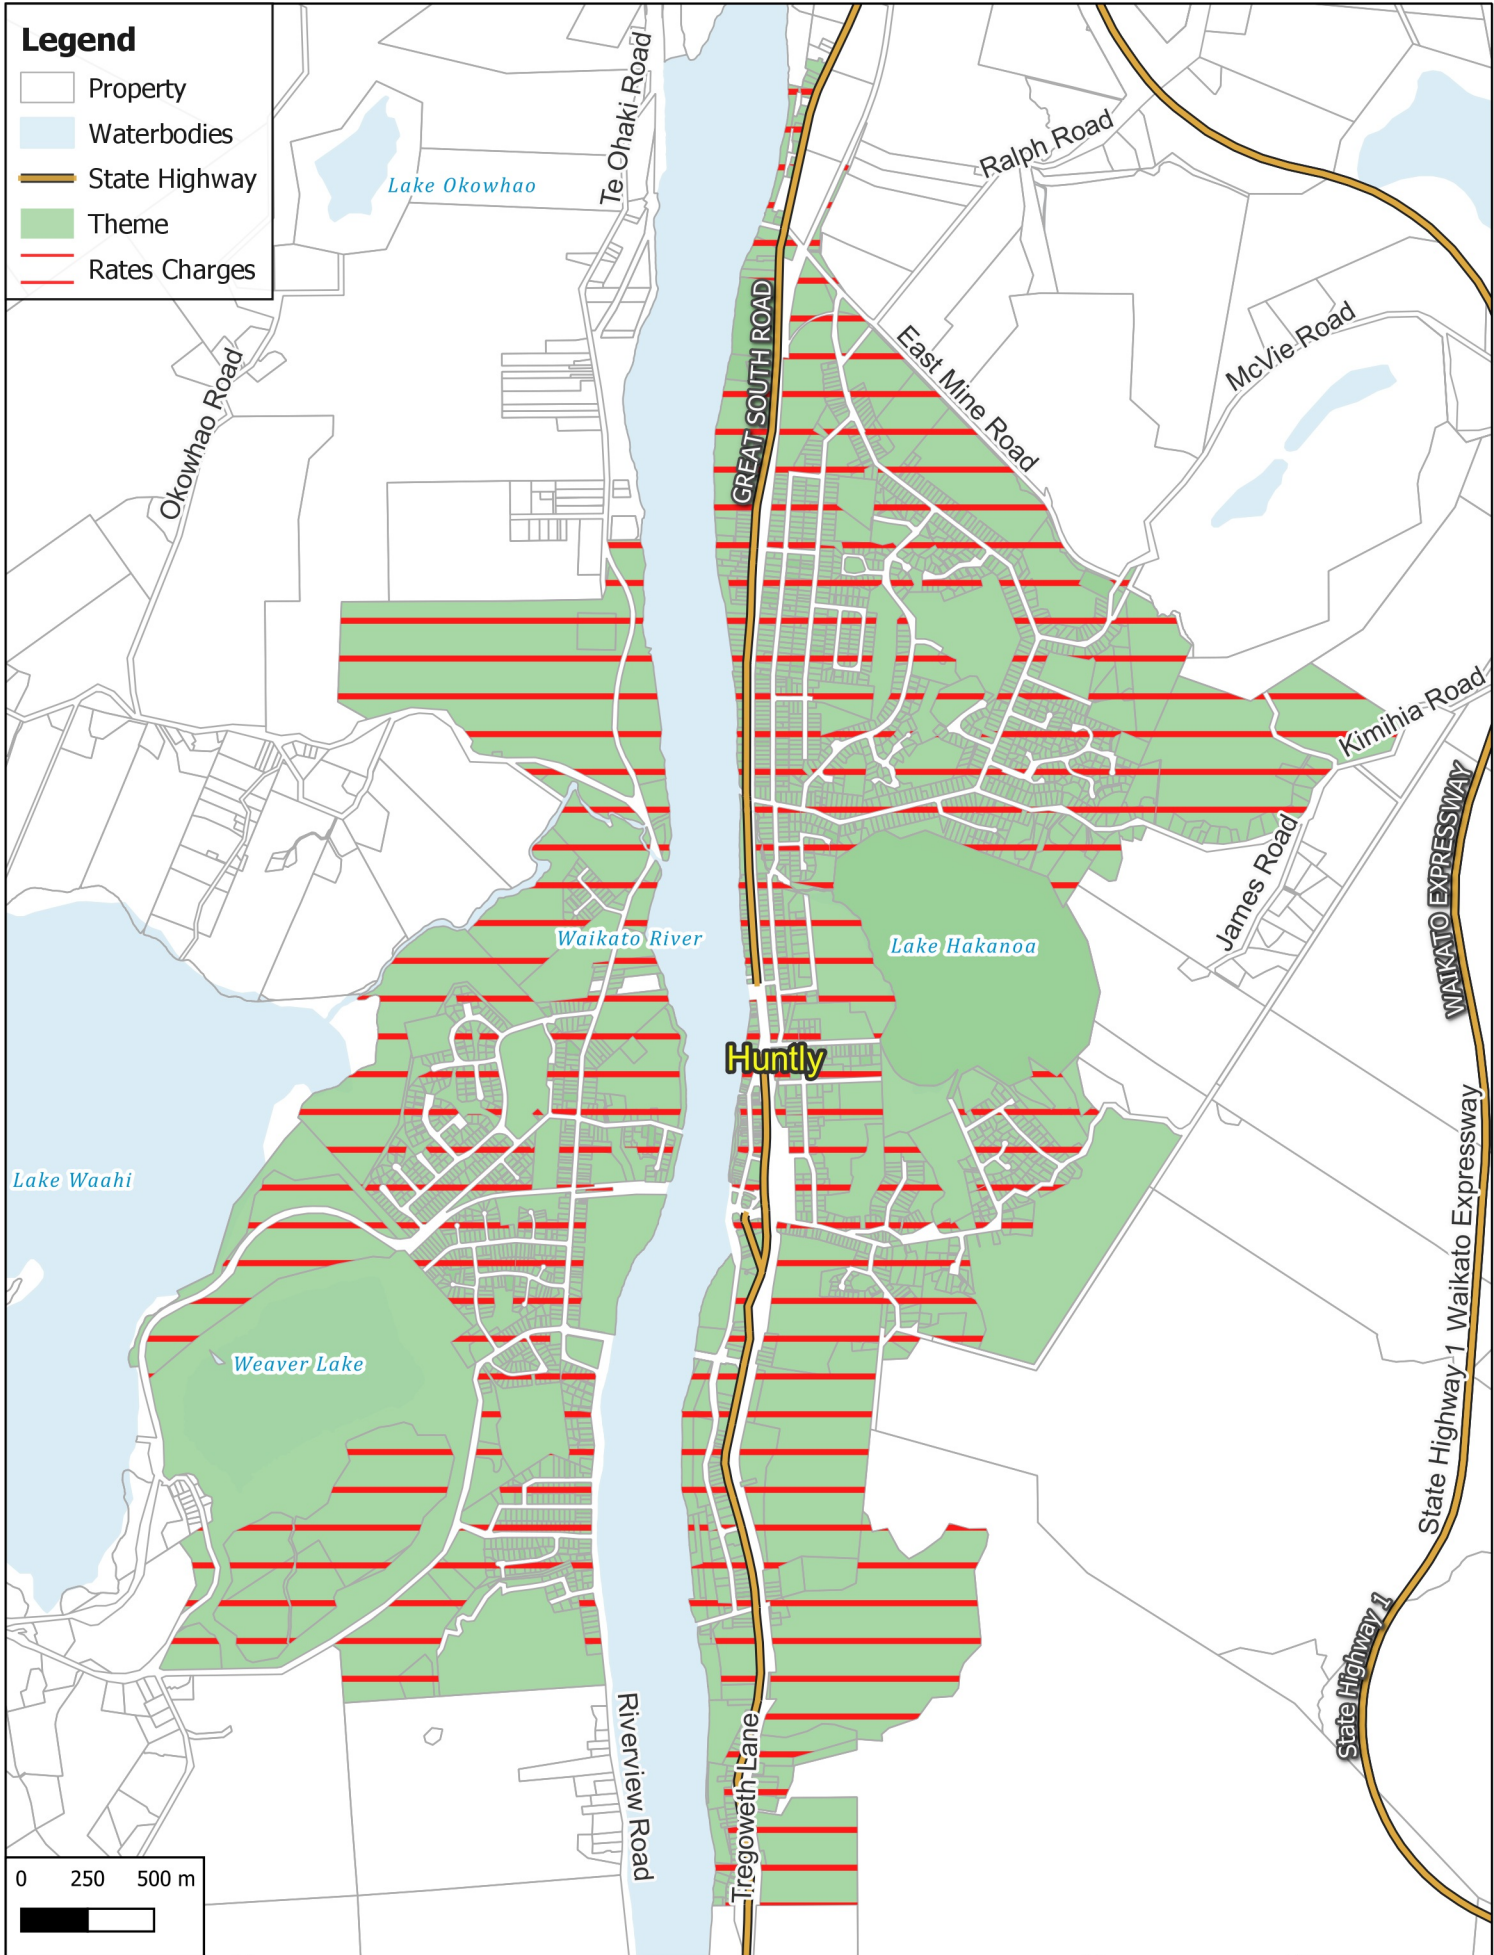 Legend
Property
Waterbodies
State Highway
Theme
Rates Charges
Te Ohaki Road
Lake Okowhao
Ralph Road
GREAT SOUTH ROAD
East Mine Road
McVie Road
Okowhao Road
Kimihia Road
WAIKATO EXPRESSWAY
James Road
Waikato River
Lake Hakanoa
Huntly
Lake Waahi
State Highway 1 Waikato Expressway
Weaver Lake
State Highway 1
Riverview Road
Tregoweth Lane
0 250 500 m